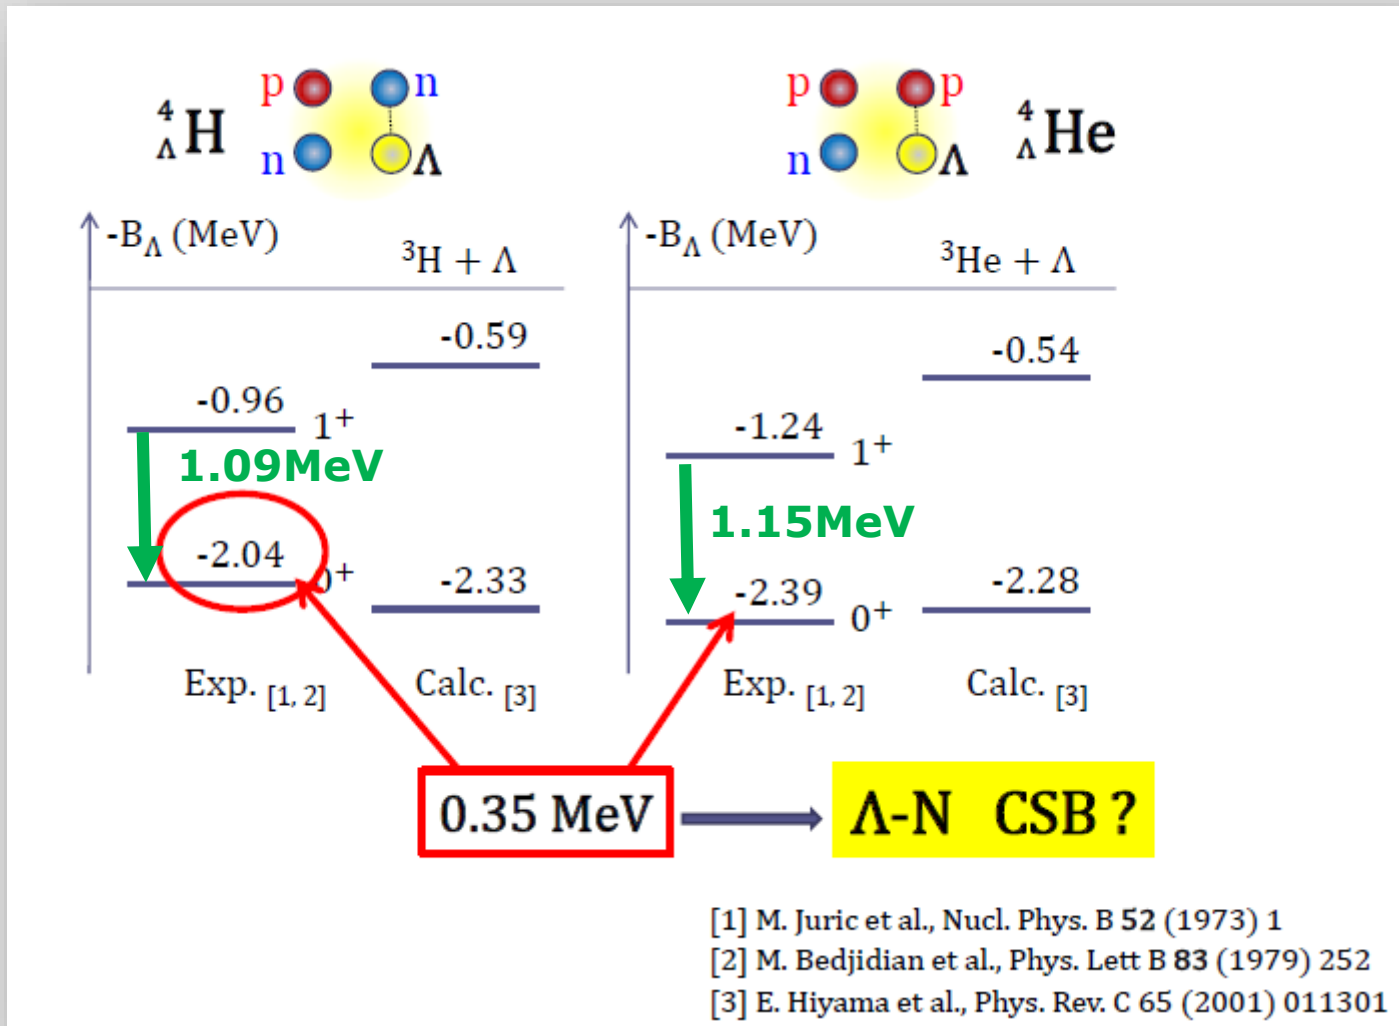 p n
⁴ΛH
n Λ
p p
⁴ΛHe
n Λ
-BΛ (MeV)
³H + Λ
-0.59
-0.96
1⁺
1.09MeV
-2.04
0⁺
-2.33
Exp. [1, 2]
Calc. [3]
-BΛ (MeV)
³He + Λ
-0.54
-1.24
1⁺
1.15MeV
-2.39
0⁺
-2.28
Exp. [1, 2]
Calc. [3]
0.35 MeV
Λ-N CSB ?
[1] M. Juric et al., Nucl. Phys. B 52 (1973) 1
[2] M. Bedjidian et al., Phys. Lett B 83 (1979) 252
[3] E. Hiyama et al., Phys. Rev. C 65 (2001) 011301